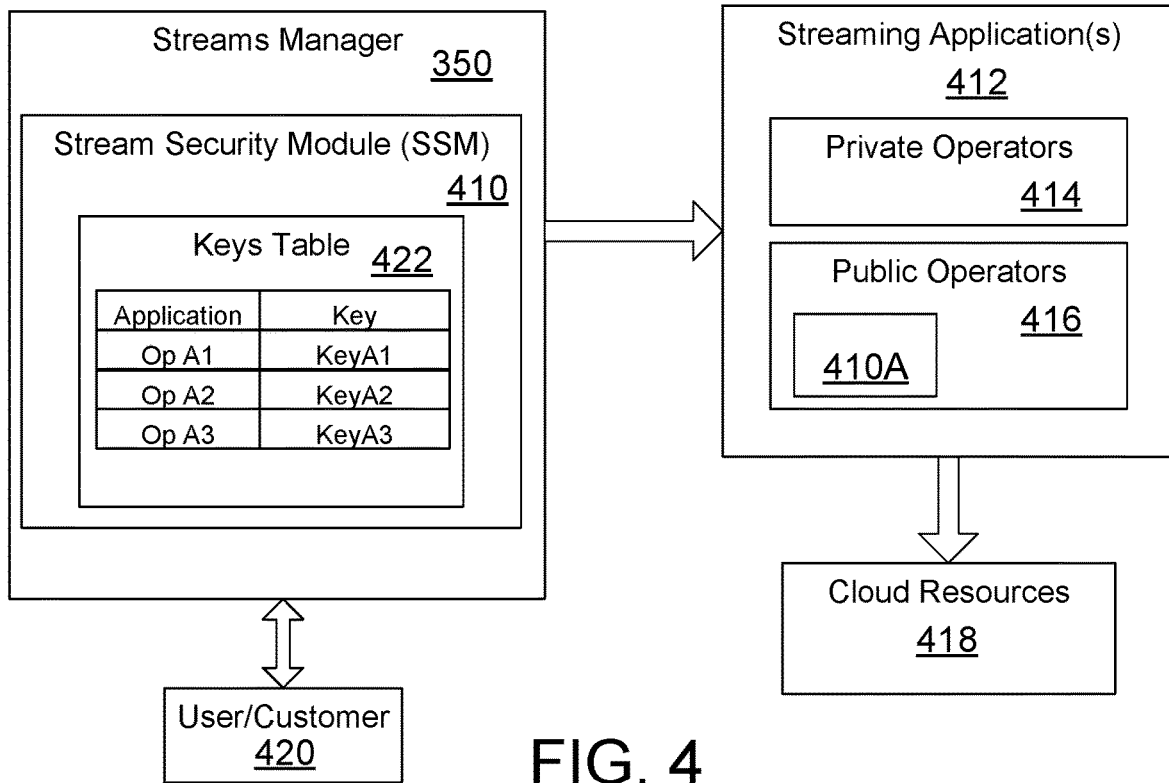 Streams Manager
350
Stream Security Module (SSM)
410
Keys Table
422
Application Key
Op A1 KeyA1
Op A2 KeyA2
Op A3 KeyA3
User/Customer
420
Streaming Application(s)
412
Private Operators
414
Public Operators
416
410A
Cloud Resources
418
FIG. 4